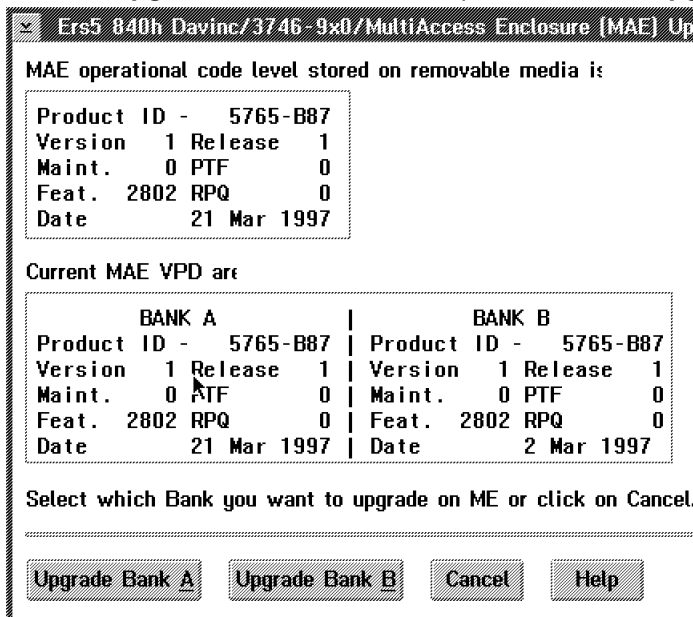 Ers5 840h Davinc/3746-9x0/MultiAccess Enclosure (MAE) Up
MAE operational code level stored on removable media is
Product ID - 5765-B87
Version 1 Release 1
Maint. 0 PTF 0
Feat. 2802 RPQ 0
Date 21 Mar 1997
Current MAE VPD are
BANK A | BANK B
Product ID - 5765-B87 | Product ID - 5765-B87
Version 1 Release 1 | Version 1 Release 1
Maint. 0 PTF 0 | Maint. 0 PTF 0
Feat. 2802 RPQ 0 | Feat. 2802 RPQ 0
Date 21 Mar 1997 | Date 2 Mar 1997
Select which Bank you want to upgrade on ME or click on Cancel.
Upgrade Bank A Upgrade Bank B Cancel Help